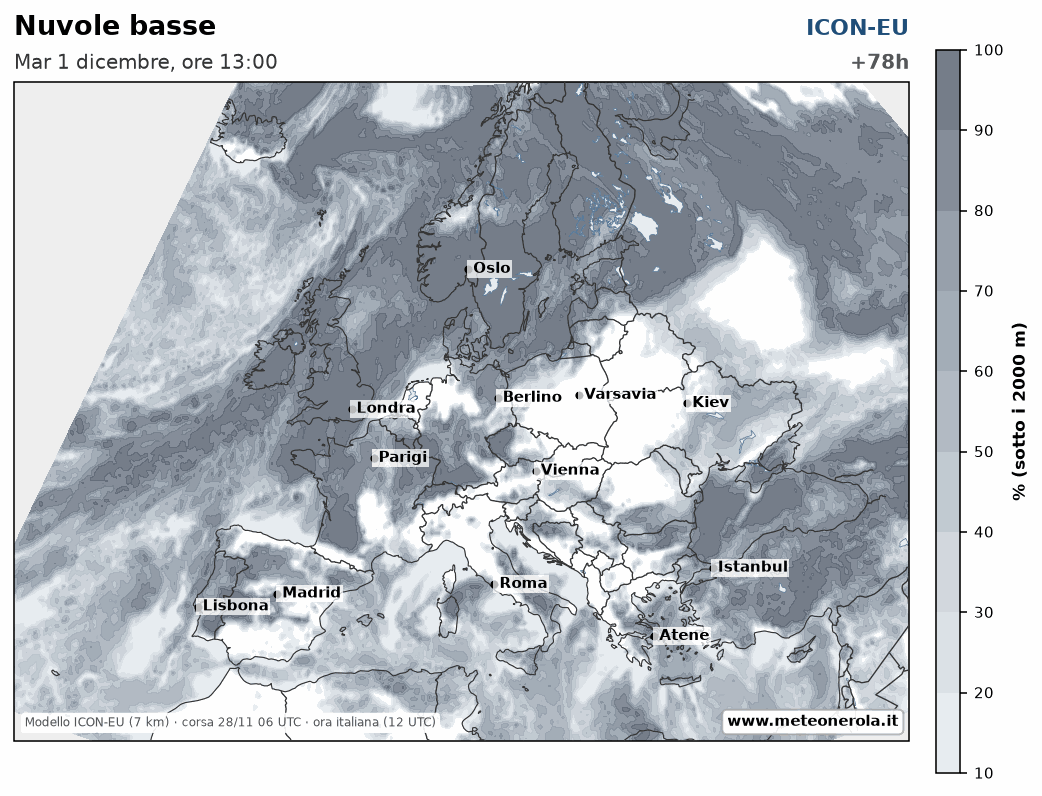 Nuvole basse
ICON-EU
Mar 1 dicembre, ore 13:00
+78h
100
90
80
70
60
50
40
30
20
10
% (sotto i 2000 m)
Oslo
Londra
Berlino
Varsavia
Kiev
Parigi
Vienna
Istanbul
Roma
Madrid
Lisbona
Atene
Modello ICON-EU (7 km) · corsa 28/11 06 UTC · ora italiana (12 UTC)
www.meteonerola.it